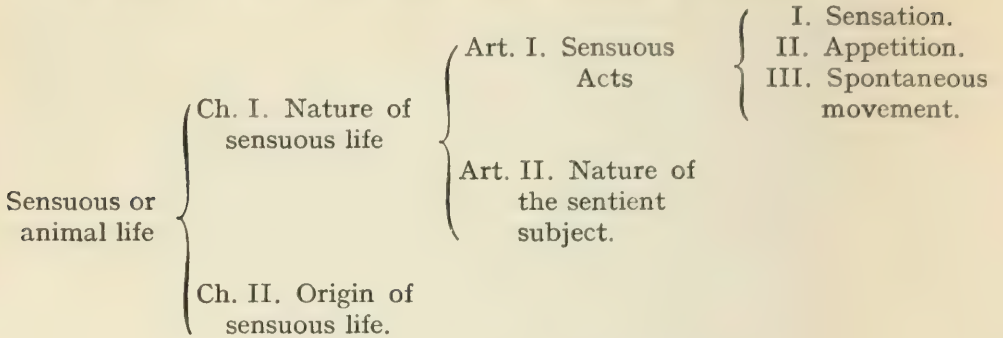 Sensuous or
animal life
Ch. I. Nature of
sensuous life
Art. I. Sensuous
Acts
I. Sensation.
II. Appetition.
III. Spontaneous
movement.
Art. II. Nature of
the sentient
subject.
Ch. II. Origin of
sensuous life.